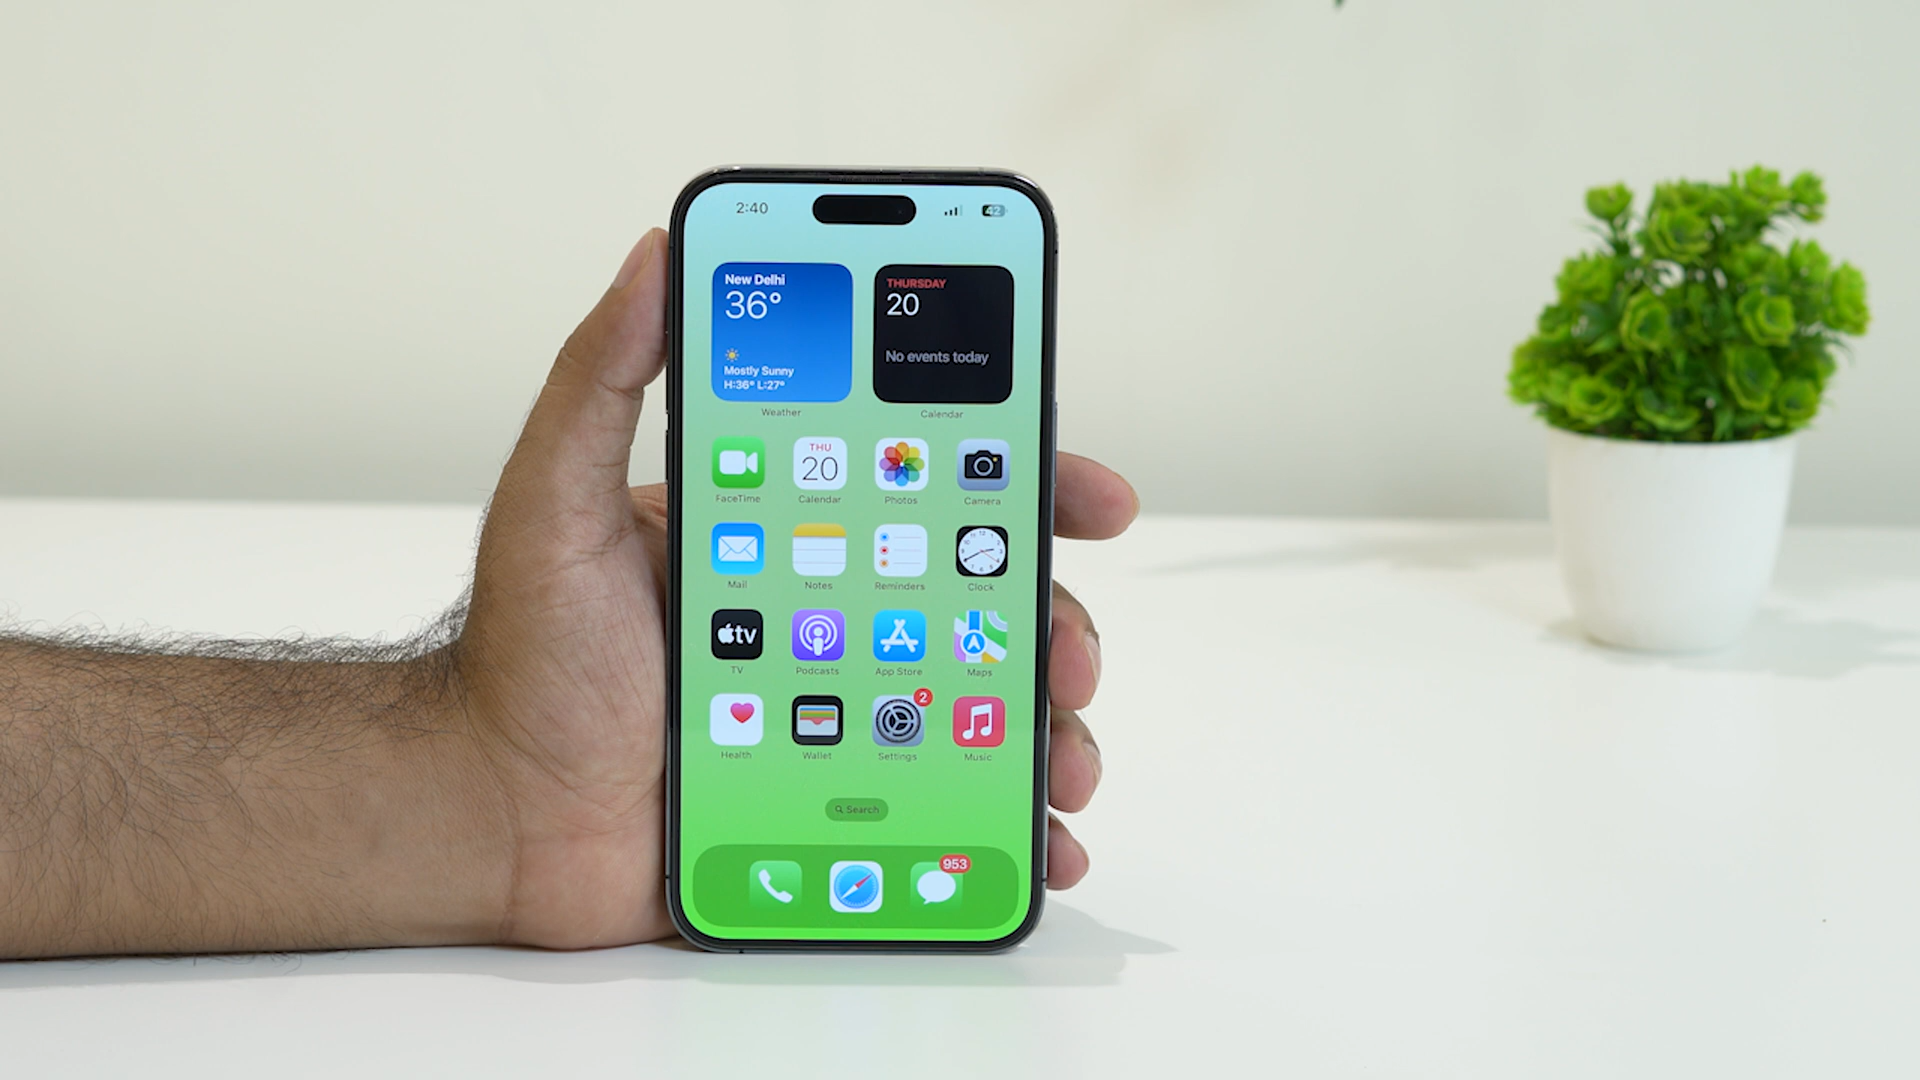 2:40
42
New Delhi
36°
Mostly Sunny
H:36° L:27°
Weather
THURSDAY
20
No events today
Calendar
FaceTime
THU
20
Calendar
Photos
Camera
Mail
Notes
Reminders
Clock
tv
TV
Podcasts
App Store
Maps
Health
Wallet
2
Settings
Music
Search
953